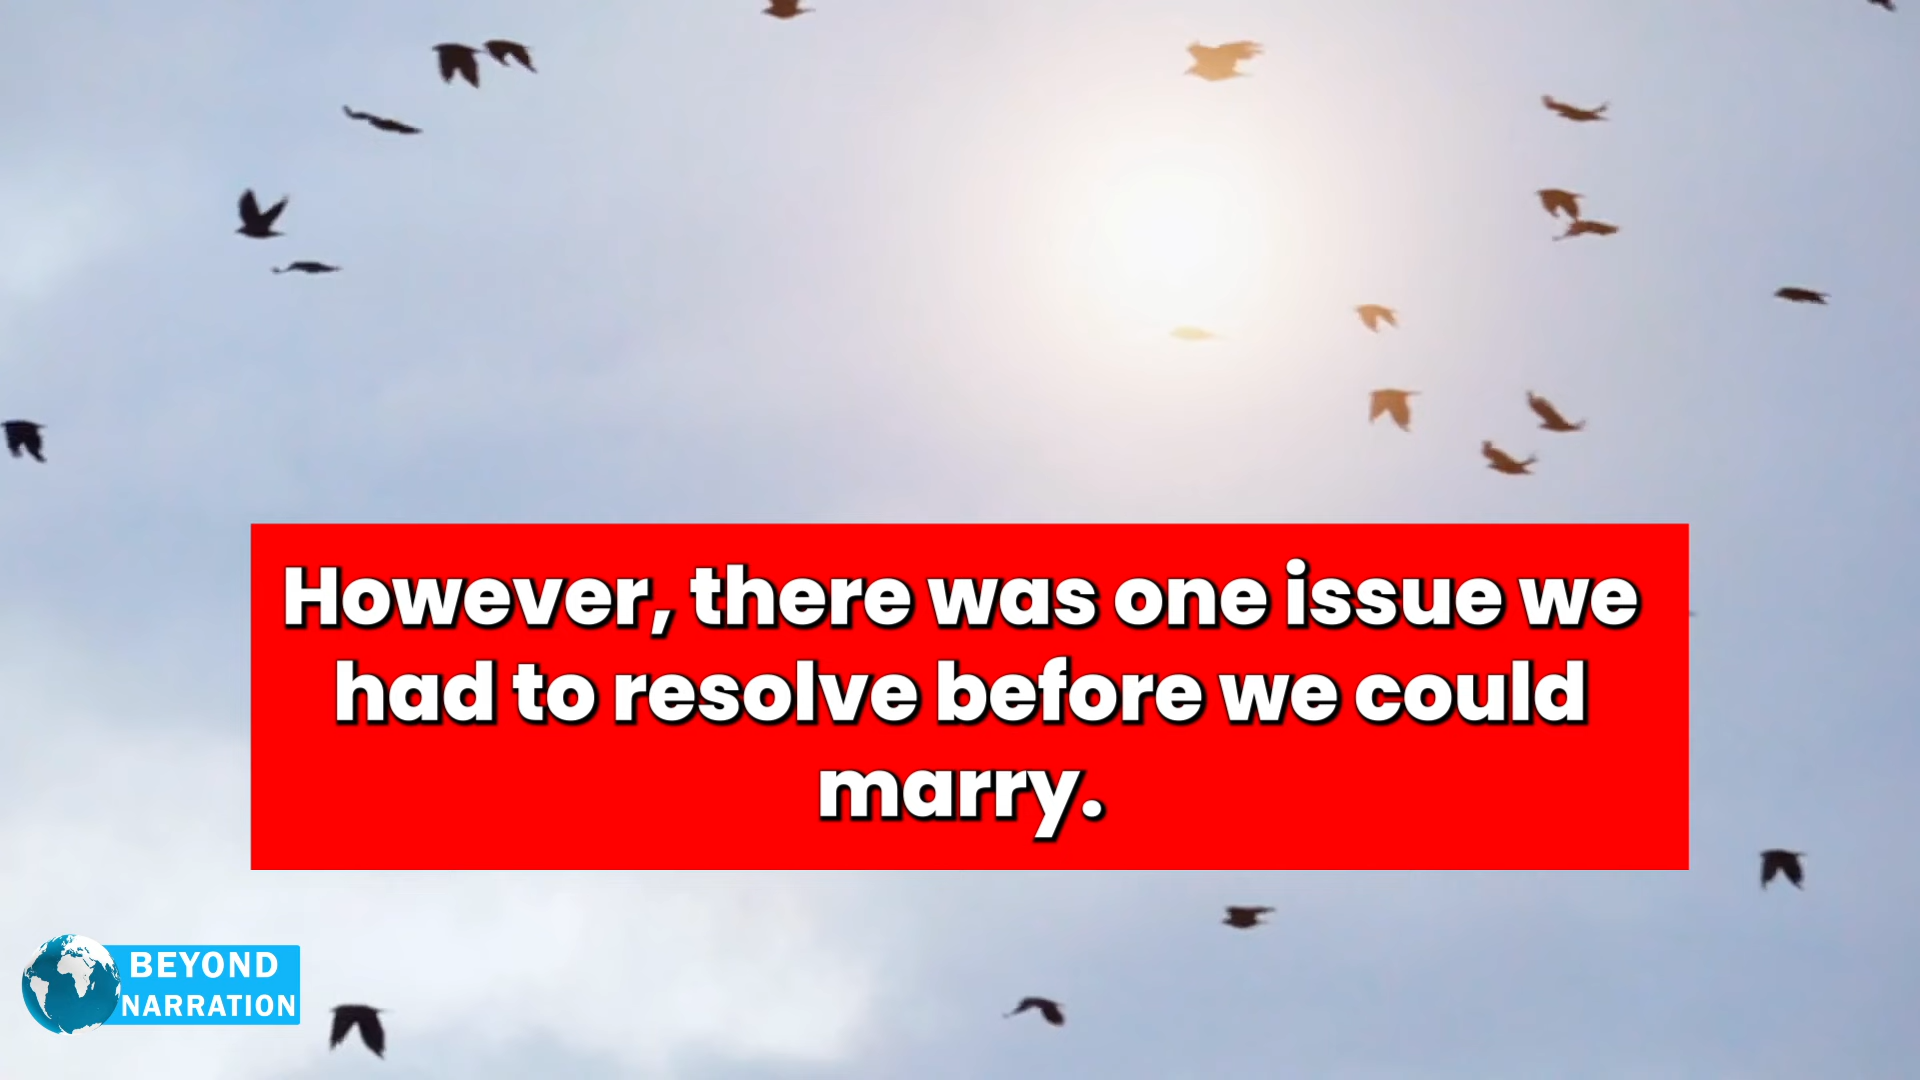 However, there was one issue we
had to resolve before we could
marry.
BEYOND
NARRATION